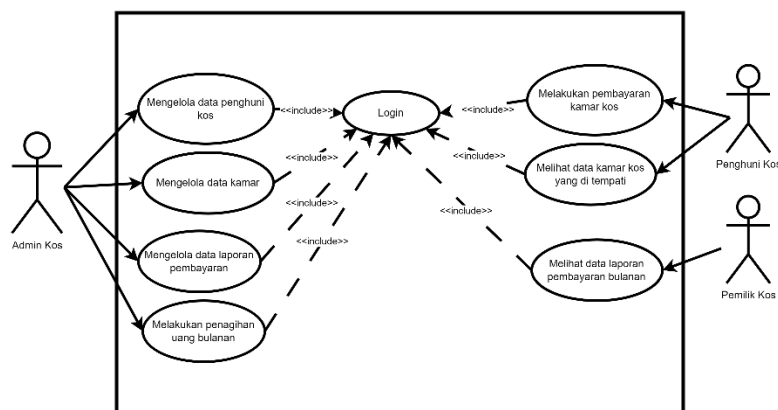 Mengelola data penghuni
kos
<<include>>
Login
<<include>>
Melakukan pembayaran
kamar kos
Penghuni Kos
Mengelola data kamar
<<include>>
<<include>>
Melihat data kamar kos
yang di tempati
Admin Kos
<<include>>
<<include>>
Mengelola data laporan
pembayaran
<<include>>
Melihat data laporan
pembayaran bulanan
Pemilik Kos
Melakukan penagihan
uang bulanan